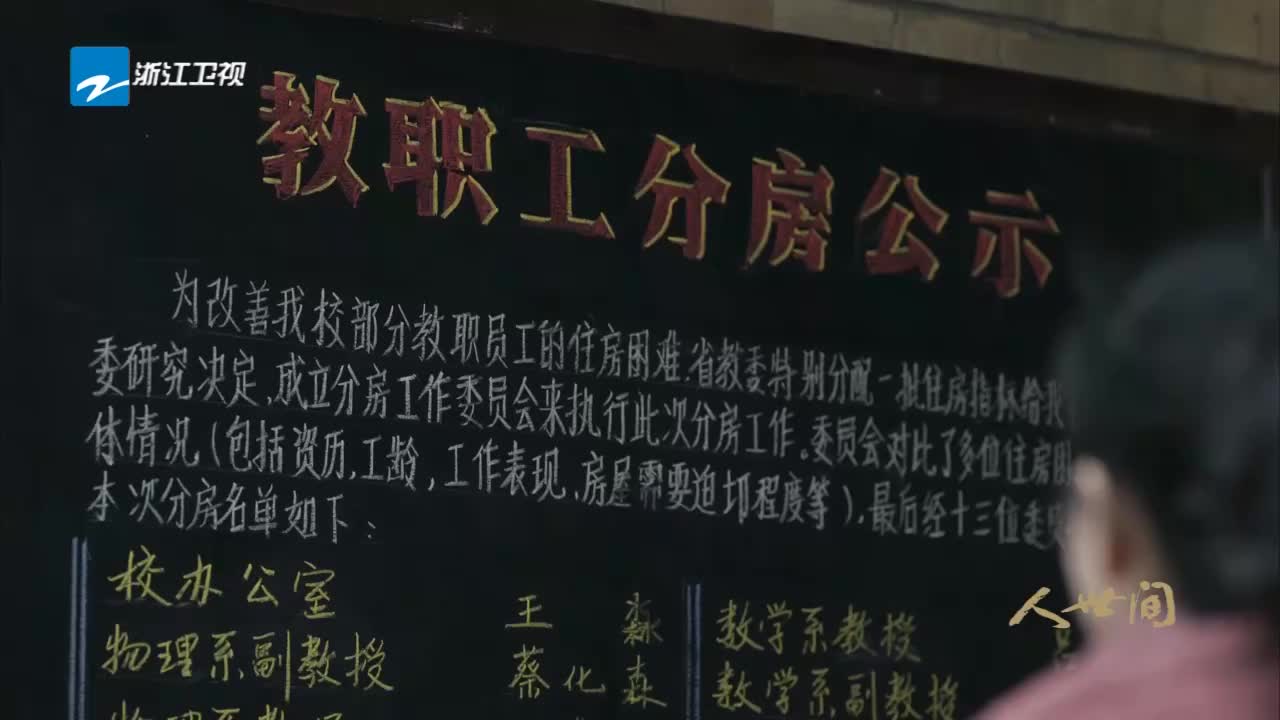 浙江卫视
教职工分房公示
为改善我校部分教职员工的住房困难,省教委特别分配一批住房指标给我
委研究决定,成立分房工作委员会来执行此次分房工作。委员会对比了多位住房困
体情况(包括资历,工龄,工作表现,房屋需要迫切程度等),最后经十三位委
本次分房名单如下:
校办公室 王淼 数学系教授
物理系副教授 蔡化森 数学系副教授
人世间